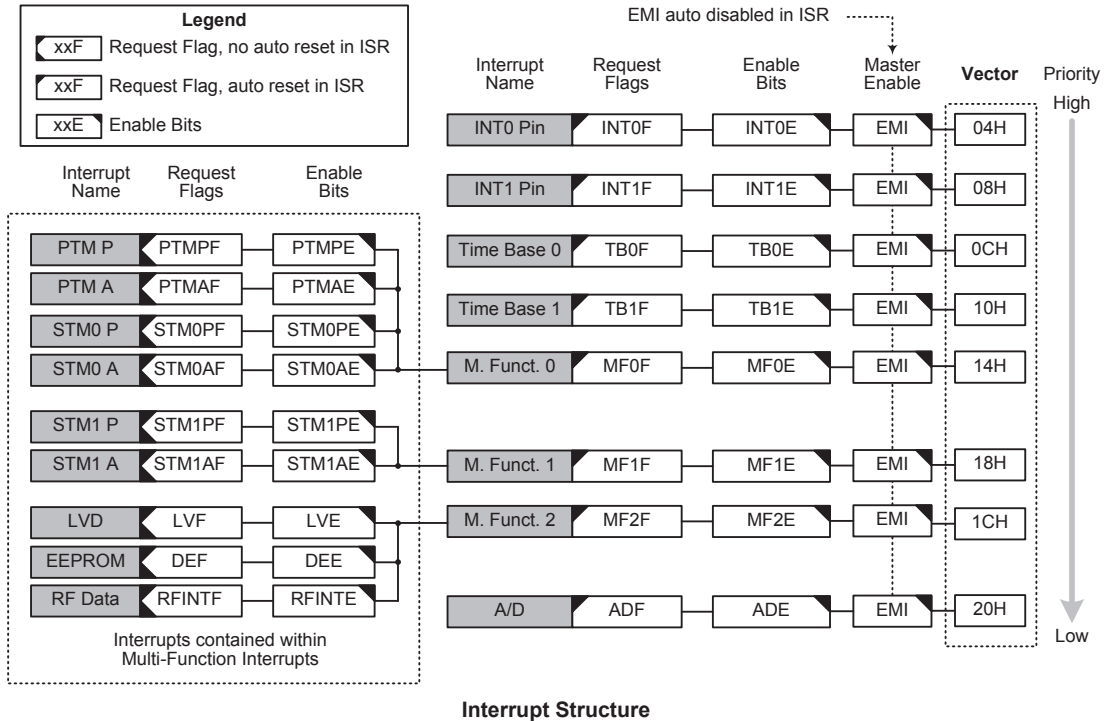 Legend
xxF Request Flag, no auto reset in ISR
xxF Request Flag, auto reset in ISR
xxE Enable Bits
EMI auto disabled in ISR
Interrupt Name Request Flags Enable Bits Master Enable Vector Priority
High
INT0 Pin INT0F INT0E EMI 04H
INT1 Pin INT1F INT1E EMI 08H
Time Base 0 TB0F TB0E EMI 0CH
Time Base 1 TB1F TB1E EMI 10H
M. Funct. 0 MF0F MF0E EMI 14H
M. Funct. 1 MF1F MF1E EMI 18H
M. Funct. 2 MF2F MF2E EMI 1CH
A/D ADF ADE EMI 20H
Low
Interrupt Name Request Flags Enable Bits
PTM P PTMPF PTMPE
PTM A PTMAF PTMAE
STM0 P STM0PF STM0PE
STM0 A STM0AF STM0AE
STM1 P STM1PF STM1PE
STM1 A STM1AF STM1AE
LVD LVF LVE
EEPROM DEF DEE
RF Data RFINTF RFINTE
Interrupts contained within
Multi-Function Interrupts
Interrupt Structure